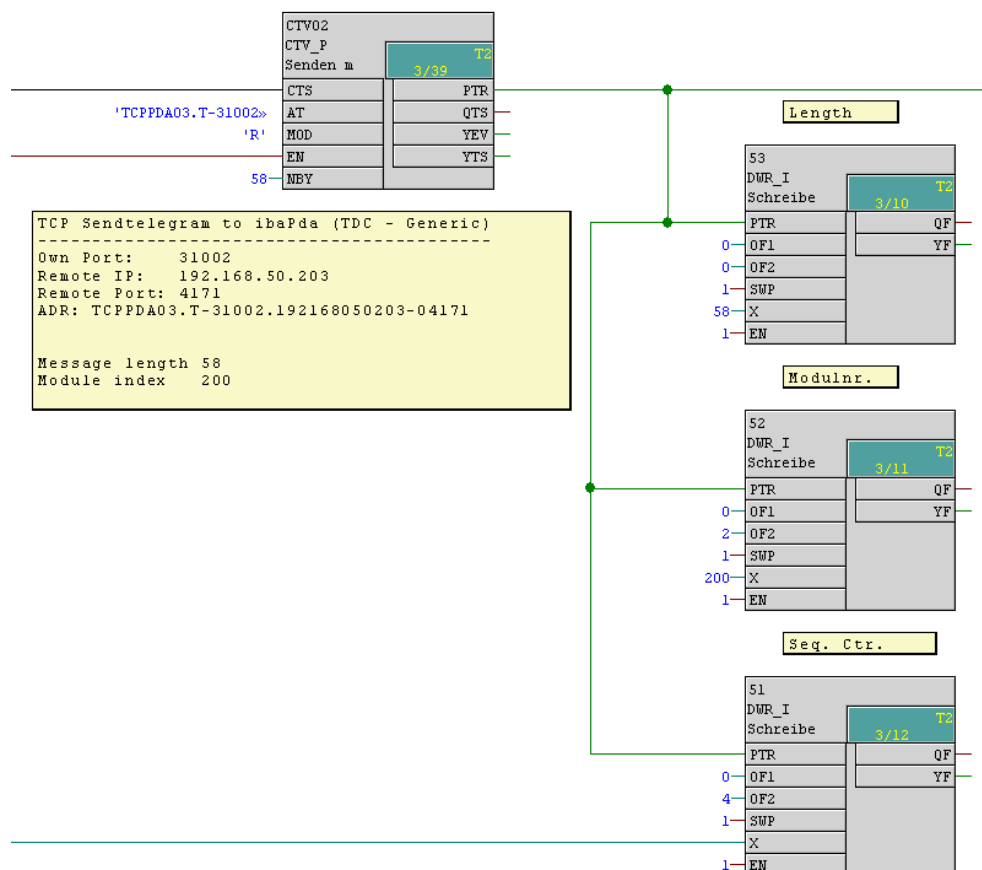 CTV02
CTV_P
Senden m
T2
3/39
CTS PTR
'TCPPDA03.T-31002» AT QTS
'R' MOD YEV
EN YTS
58 NBY
TCP Sendtelegram to ibaPda (TDC - Generic)
-----------------------------------------
Own Port: 31002
Remote IP: 192.168.50.203
Remote Port: 4171
ADR: TCPPDA03.T-31002.192168050203-04171
Message length 58
Module index 200
Length
53
DWR_I
Schreibe
T2
3/10
PTR QF
0 OF1 YF
0 OF2
1 SWP
58 X
1 EN
Modulnr.
52
DWR_I
Schreibe
T2
3/11
PTR QF
0 OF1 YF
2 OF2
1 SWP
200 X
1 EN
Seq. Ctr.
51
DWR_I
Schreibe
T2
3/12
PTR QF
0 OF1 YF
4 OF2
1 SWP
X
1 EN